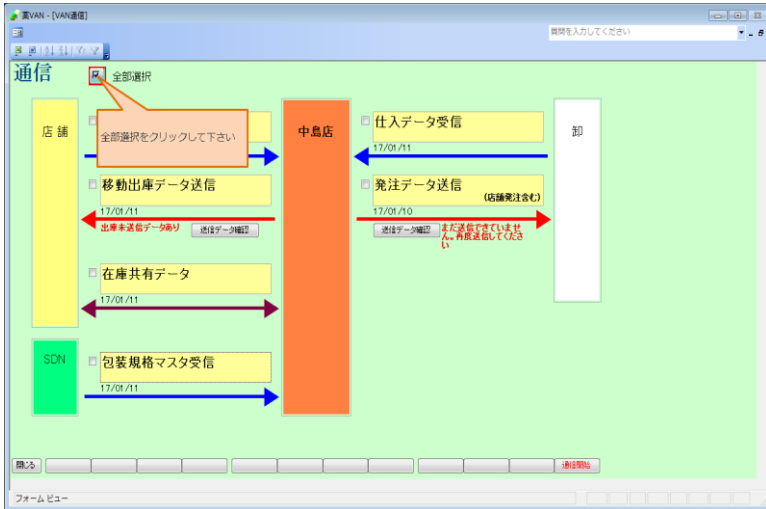 薬VAN - [VAN通信]
質問を入力してください
通信
全部選択
全部選択をクリックして下さい
店 舗
中島店
卸
仕入データ受信
17/01/11
移動出庫データ送信
17/01/11
出庫未送信データあり
送信データ確認
発注データ送信
(店舗発注含む)
17/01/10
送信データ確認
まだ送信できていませ
ん。再度送信してくださ
い
在庫共有データ
17/01/11
SDN
包装規格マスタ受信
17/01/11
閉じる
通信開始
フォーム ビュー